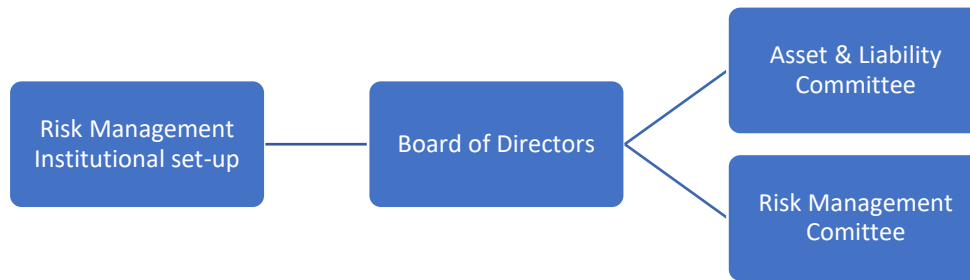 Risk Management
Institutional set-up
Board of Directors
Asset & Liability
Committee
Risk Management
Comittee